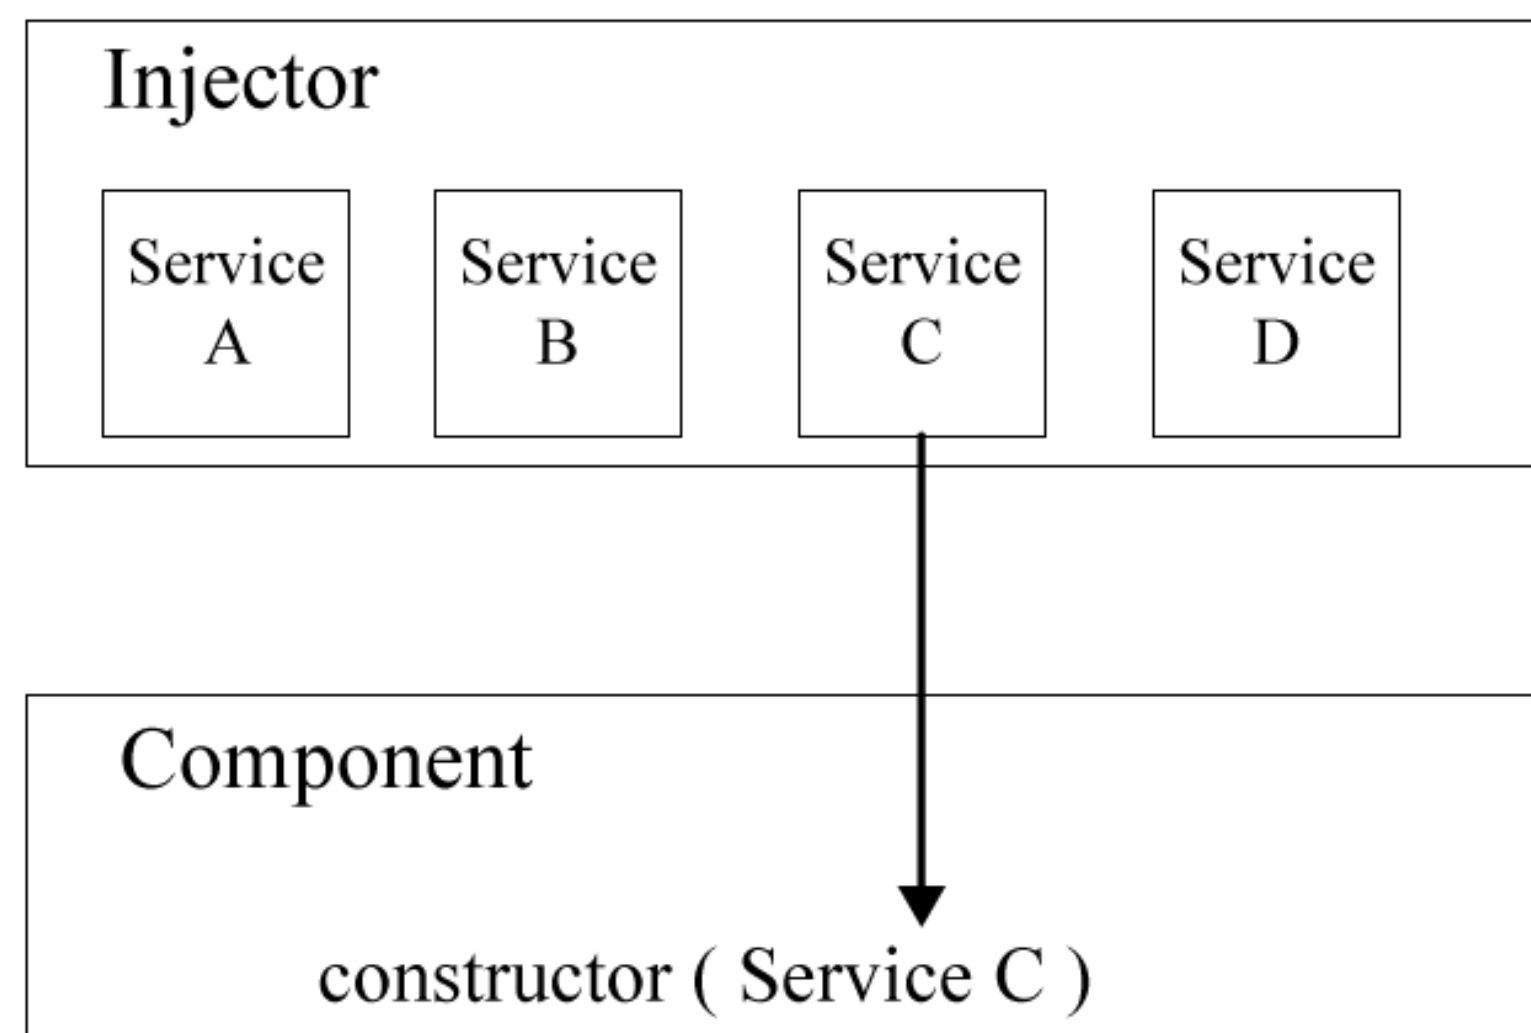 Injector
Service
A
Service
B
Service
C
Service
D
Component
constructor ( Service C )